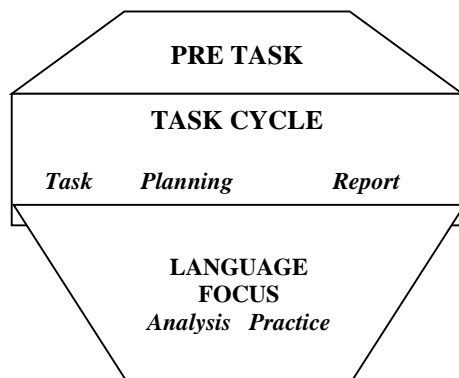 PRE TASK
TASK CYCLE
Task Planning Report
LANGUAGE
FOCUS
Analysis Practice